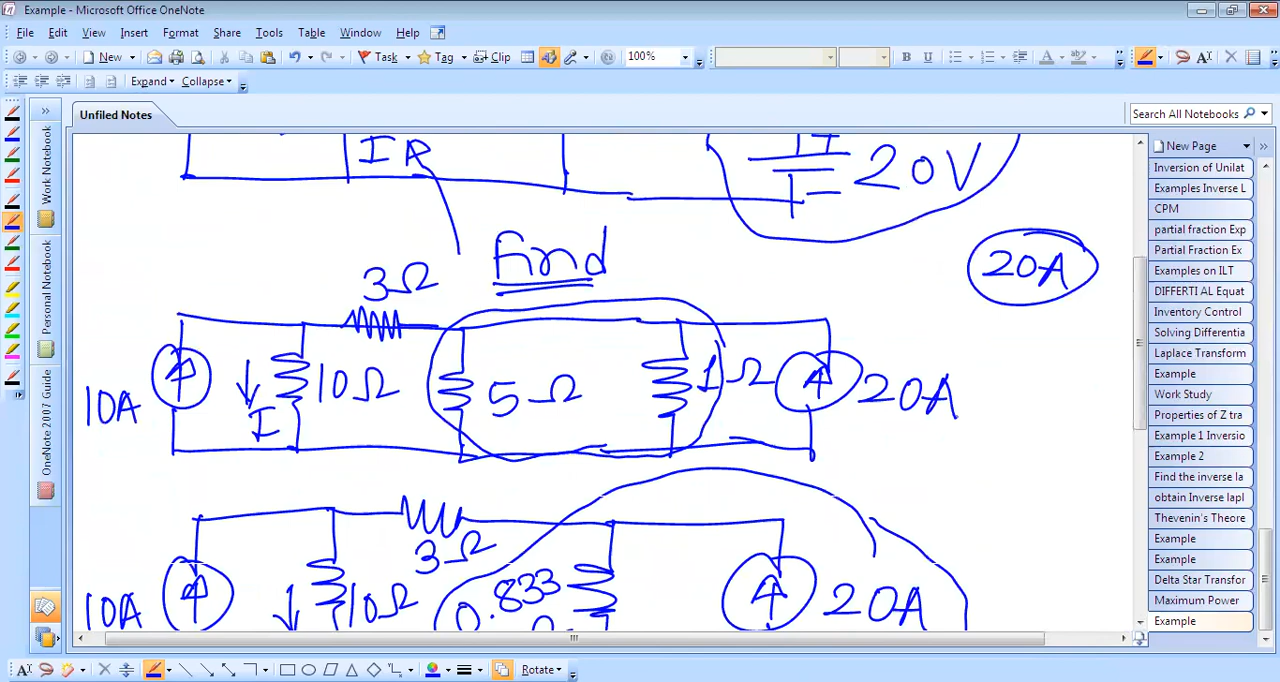 Example - Microsoft Office OneNote
File Edit View Insert Format Share Tools Table Window Help
New Task Tag Clip 100% B U A ab
Expand Collapse
Unfiled Notes
Search All Notebooks
New Page
Work Notebook
Personal Notebook
OneNote 2007 Guide
IR
20V
Find
20A
3Ω
10A
I
10Ω
5Ω
1Ω
20A
3Ω
10A
10Ω
0.833
20A
Inversion of Unilat
Examples Inverse L
CPM
partial fraction Exp
Partial Fraction Ex
Examples on ILT
DIFFERTI AL Equat
Inventory Control
Solving Differentia
Laplace Transform
Example
Work Study
Properties of Z tra
Example 1 Inversio
Example 2
Find the inverse la
obtain Inverse lapl
Thevenin's Theore
Example
Example
Delta Star Transfor
Maximum Power
Example
A Rotate